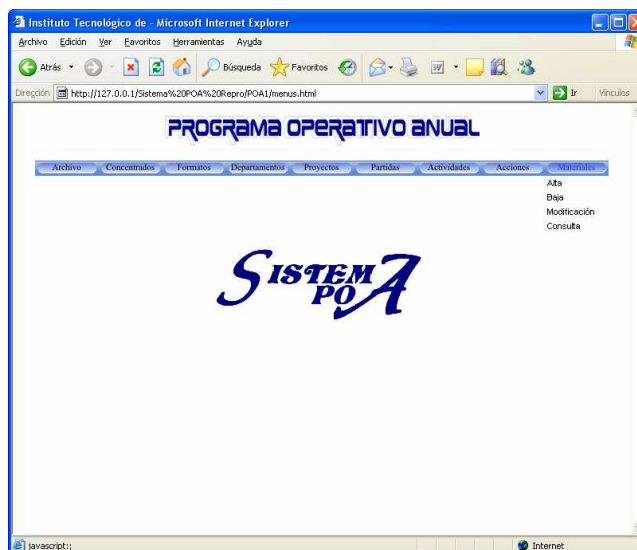 Instituto Tecnológico de - Microsoft Internet Explorer
Archivo Edición Ver Favoritos Herramientas Ayuda
Atrás Búsqueda Favoritos
Dirección http://127.0.0.1/Sistema%20POA%20Repro/POA1/menus.html Ir Vínculos
PROGRAMA OPERATIVO ANUAL
Archivo Concentrados Formatos Departamentos Proyectos Partidas Actividades Acciones Materiales
Alta
Baja
Modificación
Consulta
SISTEMA
POA
javascript:; Internet